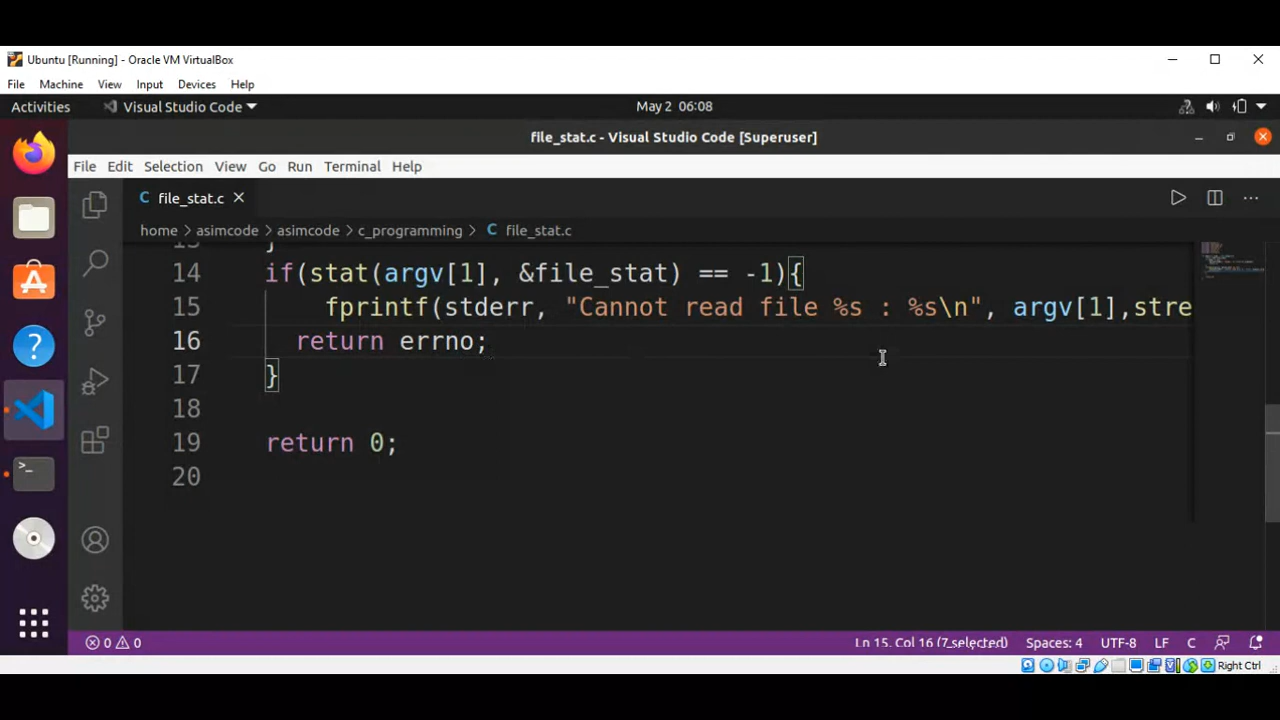 Ubuntu [Running] - Oracle VM VirtualBox
File Machine View Input Devices Help
Activities Visual Studio Code May 2 06:08
file_stat.c - Visual Studio Code [Superuser]
File Edit Selection View Go Run Terminal Help
C file_stat.c
home > asimcode > asimcode > c_programming > C file_stat.c
14 if(stat(argv[1], &file_stat) == -1){
15 fprintf(stderr, "Cannot read file %s : %s\n", argv[1],stre
16 return errno;
17 }
18
19 return 0;
20
0 0 Ln 15, Col 16 (7 selected) Spaces: 4 UTF-8 LF C
Right Ctrl